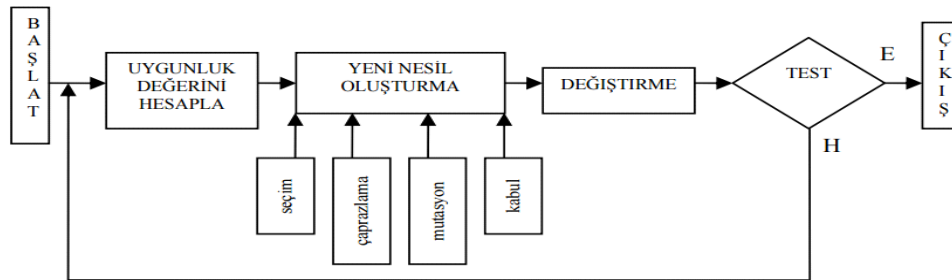 BAŞLAT
UYGUNLUK
DEĞERİNİ
HESAPLA
YENİ NESİL
OLUŞTURMA
DEĞİŞTİRME
TEST
E
H
ÇIKIŞ
seçim
çaprazlama
mutasyon
kabul